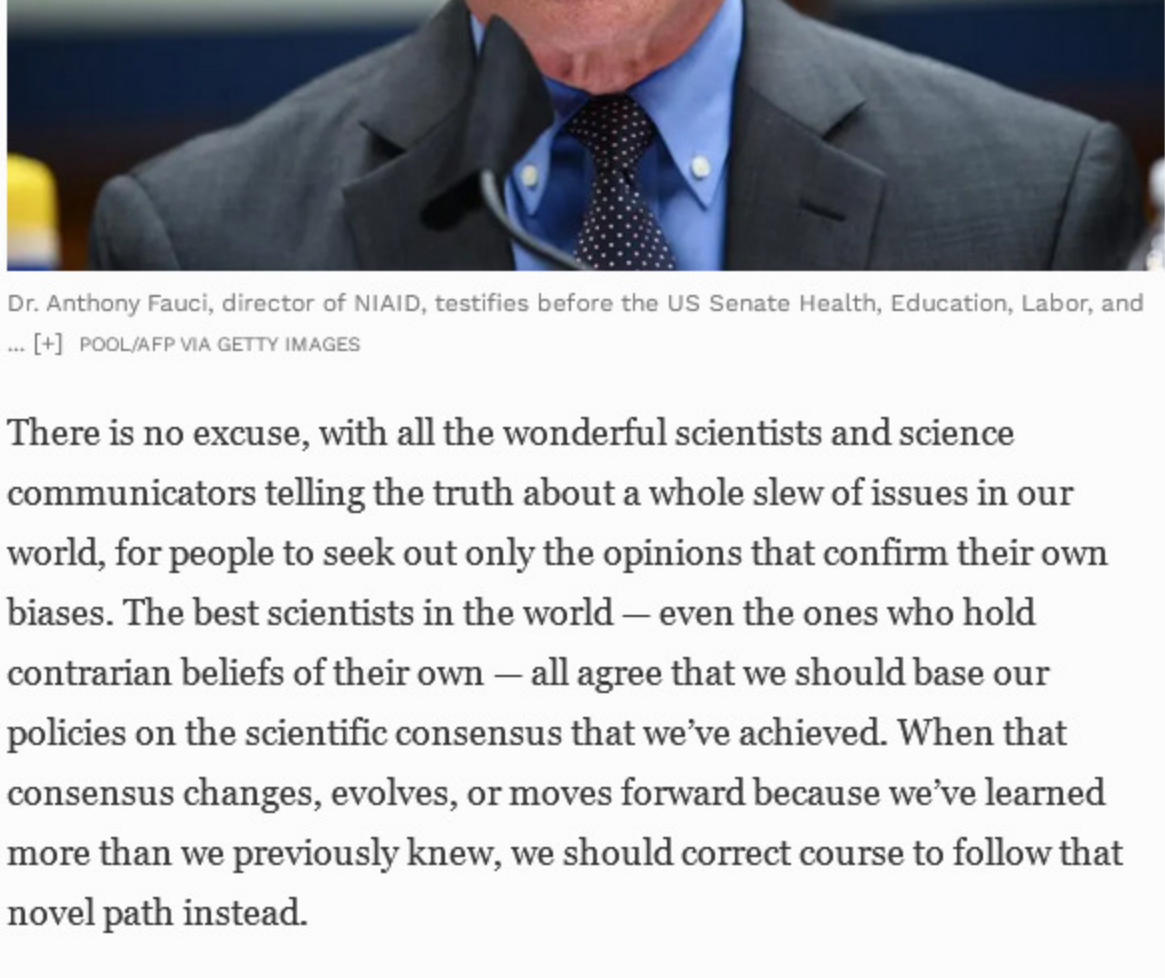 Dr. Anthony Fauci, director of NIAID, testifies before the US Senate Health, Education, Labor, and
... [+] POOL/AFP VIA GETTY IMAGES
There is no excuse, with all the wonderful scientists and science
communicators telling the truth about a whole slew of issues in our
world, for people to seek out only the opinions that confirm their own
biases. The best scientists in the world — even the ones who hold
contrarian beliefs of their own — all agree that we should base our
policies on the scientific consensus that we’ve achieved. When that
consensus changes, evolves, or moves forward because we’ve learned
more than we previously knew, we should correct course to follow that
novel path instead.